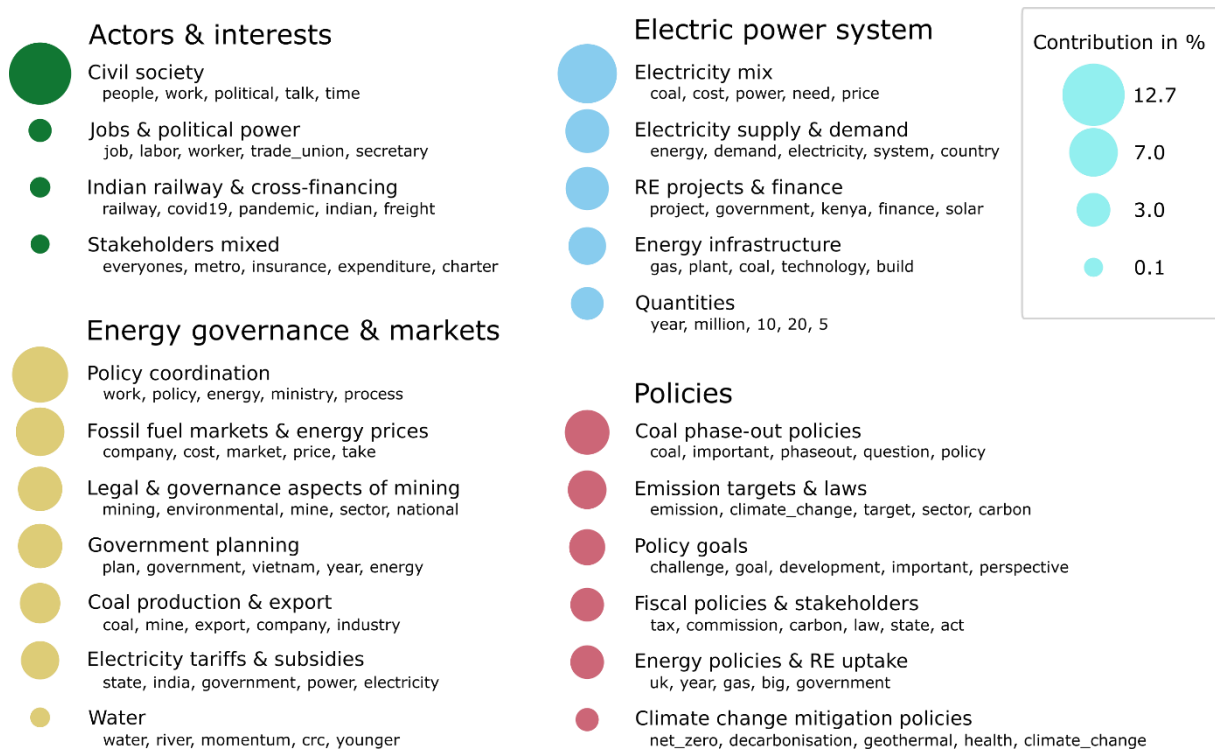 Actors & interests
Civil society
people, work, political, talk, time
Jobs & political power
job, labor, worker, trade_union, secretary
Indian railway & cross-financing
railway, covid19, pandemic, indian, freight
Stakeholders mixed
everyones, metro, insurance, expenditure, charter
Energy governance & markets
Policy coordination
work, policy, energy, ministry, process
Fossil fuel markets & energy prices
company, cost, market, price, take
Legal & governance aspects of mining
mining, environmental, mine, sector, national
Government planning
plan, government, vietnam, year, energy
Coal production & export
coal, mine, export, company, industry
Electricity tariffs & subsidies
state, india, government, power, electricity
Water
water, river, momentum, crc, younger
Electric power system
Electricity mix
coal, cost, power, need, price
Electricity supply & demand
energy, demand, electricity, system, country
RE projects & finance
project, government, kenya, finance, solar
Energy infrastructure
gas, plant, coal, technology, build
Quantities
year, million, 10, 20, 5
Policies
Coal phase-out policies
coal, important, phaseout, question, policy
Emission targets & laws
emission, climate_change, target, sector, carbon
Policy goals
challenge, goal, development, important, perspective
Fiscal policies & stakeholders
tax, commission, carbon, law, state, act
Energy policies & RE uptake
uk, year, gas, big, government
Climate change mitigation policies
net_zero, decarbonisation, geothermal, health, climate_change
Contribution in %
12.7
7.0
3.0
0.1